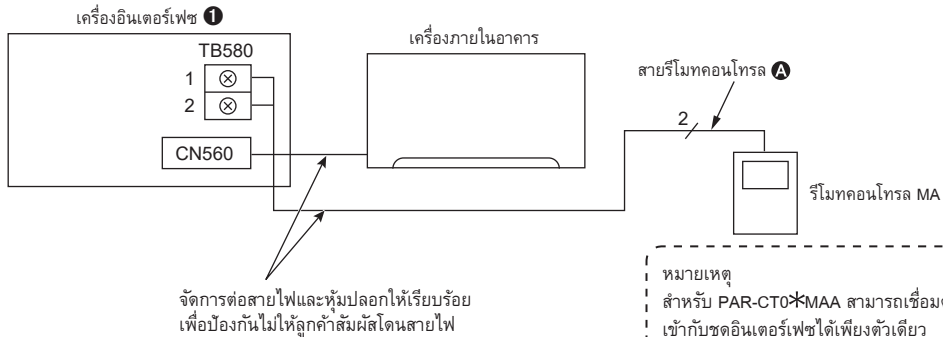 เครื่องอินเตอร์เฟซ ❶
เครื่องภายในอาคาร
TB580
1
2
CN560
สายรีโมทคอนโทรล Ⓐ
2
รีโมทคอนโทรล MA
จัดการต่อสายไฟและหุ้มปลอกให้เรียบร้อย
เพื่อป้องกันไม่ให้ลูกค้าสัมผัสโดนสายไฟ
หมายเหตุ
สำหรับ PAR-CT0*MAA สามารถเชื่อม
เข้ากับชุดอินเตอร์เฟซได้เพียงตัวเดียว